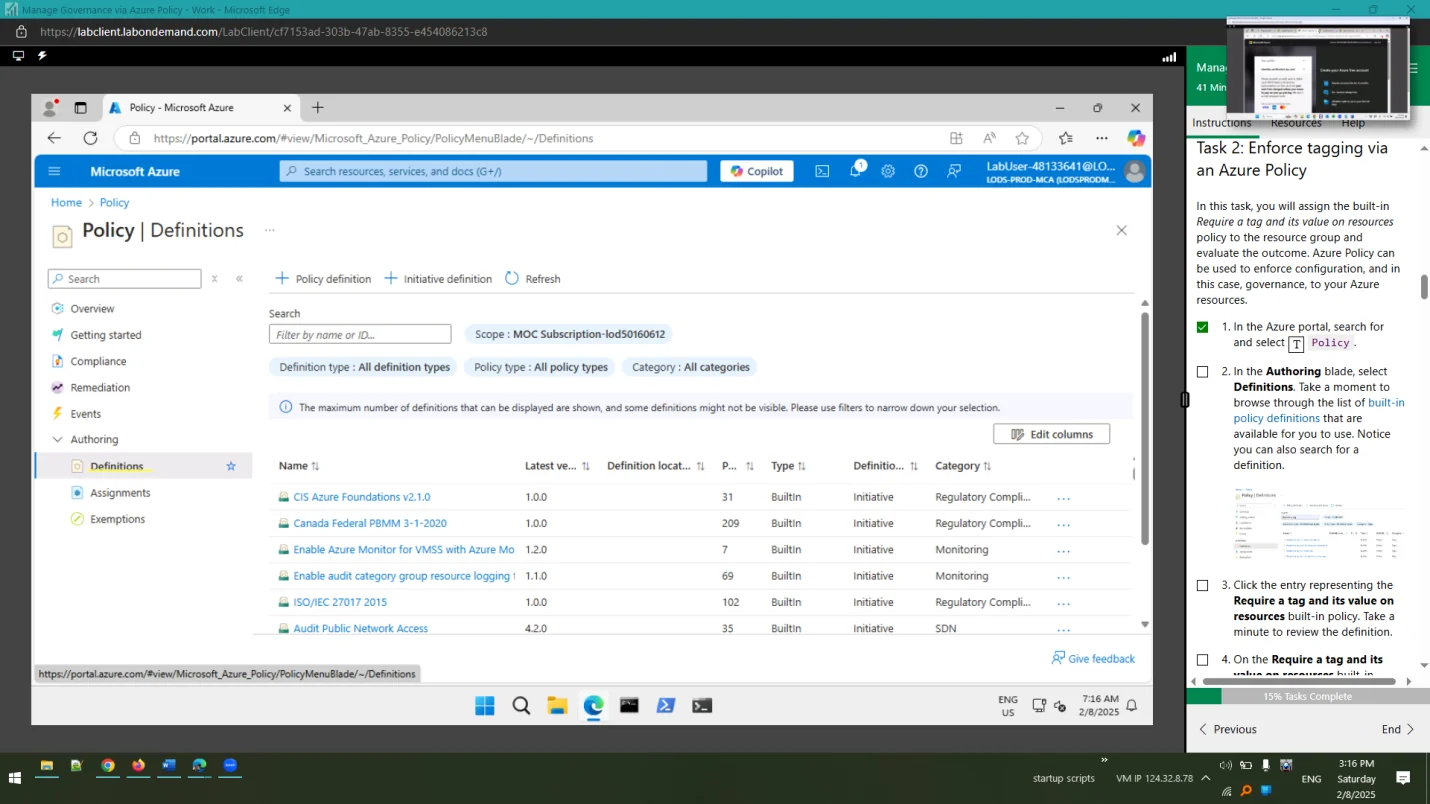 Manage Governance via Azure Policy - Work - Microsoft Edge
https://labclient.labondemand.com/LabClient/cf7153ad-303b-47ab-8355-e454086213c8
Policy - Microsoft Azure
https://portal.azure.com/#view/Microsoft_Azure_Policy/PolicyMenuBlade/~/Definitions
Microsoft Azure
Search resources, services, and docs (G+/)
Copilot
1
LabUser-48133641@LO...
LODS-PROD-MCA (LODSPRODM...
Home > Policy
Policy | Definitions
Search
Overview
Getting started
Compliance
Remediation
Events
Authoring
Definitions
Assignments
Exemptions
Policy definition
Initiative definition
Refresh
Search
Filter by name or ID...
Scope : MOC Subscription-lod50160612
Definition type : All definition types
Policy type : All policy types
Category : All categories
The maximum number of definitions that can be displayed are shown, and some definitions might not be visible. Please use filters to narrow down your selection.
Edit columns
Name Latest ve... Definition locat... P... Type Definitio... Category
CIS Azure Foundations v2.1.0 1.0.0 31 BuiltIn Initiative Regulatory Compli... ...
Canada Federal PBMM 3-1-2020 1.0.0 209 BuiltIn Initiative Regulatory Compli... ...
Enable Azure Monitor for VMSS with Azure Mo 1.2.0 7 BuiltIn Initiative Monitoring ...
Enable audit category group resource logging 1.1.0 69 BuiltIn Initiative Monitoring ...
ISO/IEC 27017 2015 1.0.0 102 BuiltIn Initiative Regulatory Compli... ...
Audit Public Network Access 4.2.0 35 BuiltIn Initiative SDN ...
Give feedback
https://portal.azure.com/#view/Microsoft_Azure_Policy/PolicyMenuBlade/~/Definitions
ENG
US
7:16 AM
2/8/2025
Mana
41 Min
Instructions Resources Help
Task 2: Enforce tagging via
an Azure Policy
In this task, you will assign the built-in
Require a tag and its value on resources
policy to the resource group and
evaluate the outcome. Azure Policy can
be used to enforce configuration, and in
this case, governance, to your Azure
resources.
1. In the Azure portal, search for
and select T Policy.
2. In the Authoring blade, select
Definitions. Take a moment to
browse through the list of built-in
policy definitions that are
available for you to use. Notice
you can also search for a
definition.
3. Click the entry representing the
Require a tag and its value on
resources built-in policy. Take a
minute to review the definition.
4. On the Require a tag and its
value on resources built-in
15% Tasks Complete
Previous
End
startup scripts
VM IP 124.32.8.78
ENG
3:16 PM
Saturday
2/8/2025